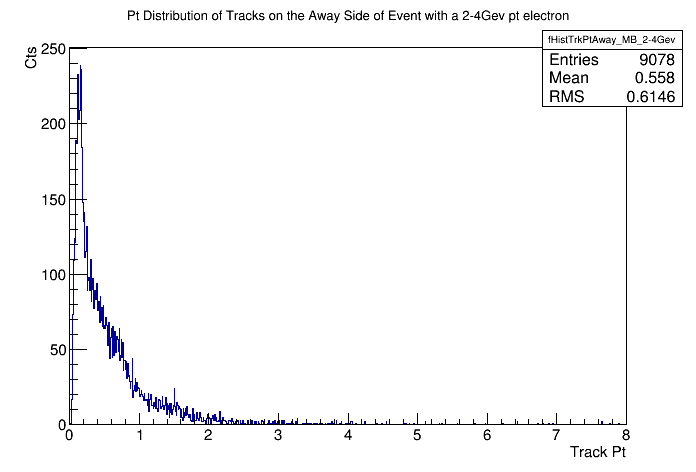 Pt Distribution of Tracks on the Away Side of Event with a 2-4Gev pt electron
fHistTrkPtAway_MB_2-4Gev
Entries 9078
Mean 0.558
RMS 0.6146
Cts
250
200
150
100
50
0
0 1 2 3 4 5 6 7 8
Track Pt